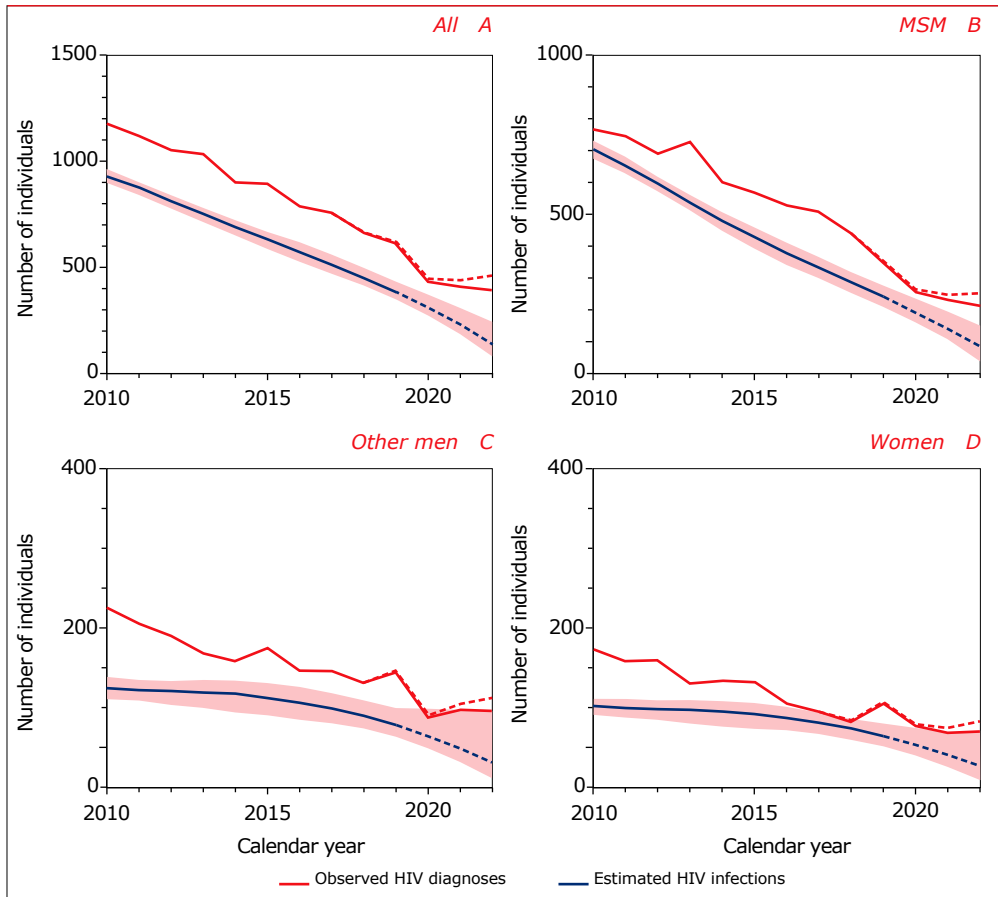 All A
MSM B
Number of individuals
1500
1000
500
0
2010
2015
2020
Number of individuals
1000
500
0
2010
2015
2020
Other men C
Women D
Number of individuals
400
200
0
2010
2015
2020
Calendar year
Number of individuals
400
200
0
2010
2015
2020
Calendar year
Observed HIV diagnoses
Estimated HIV infections